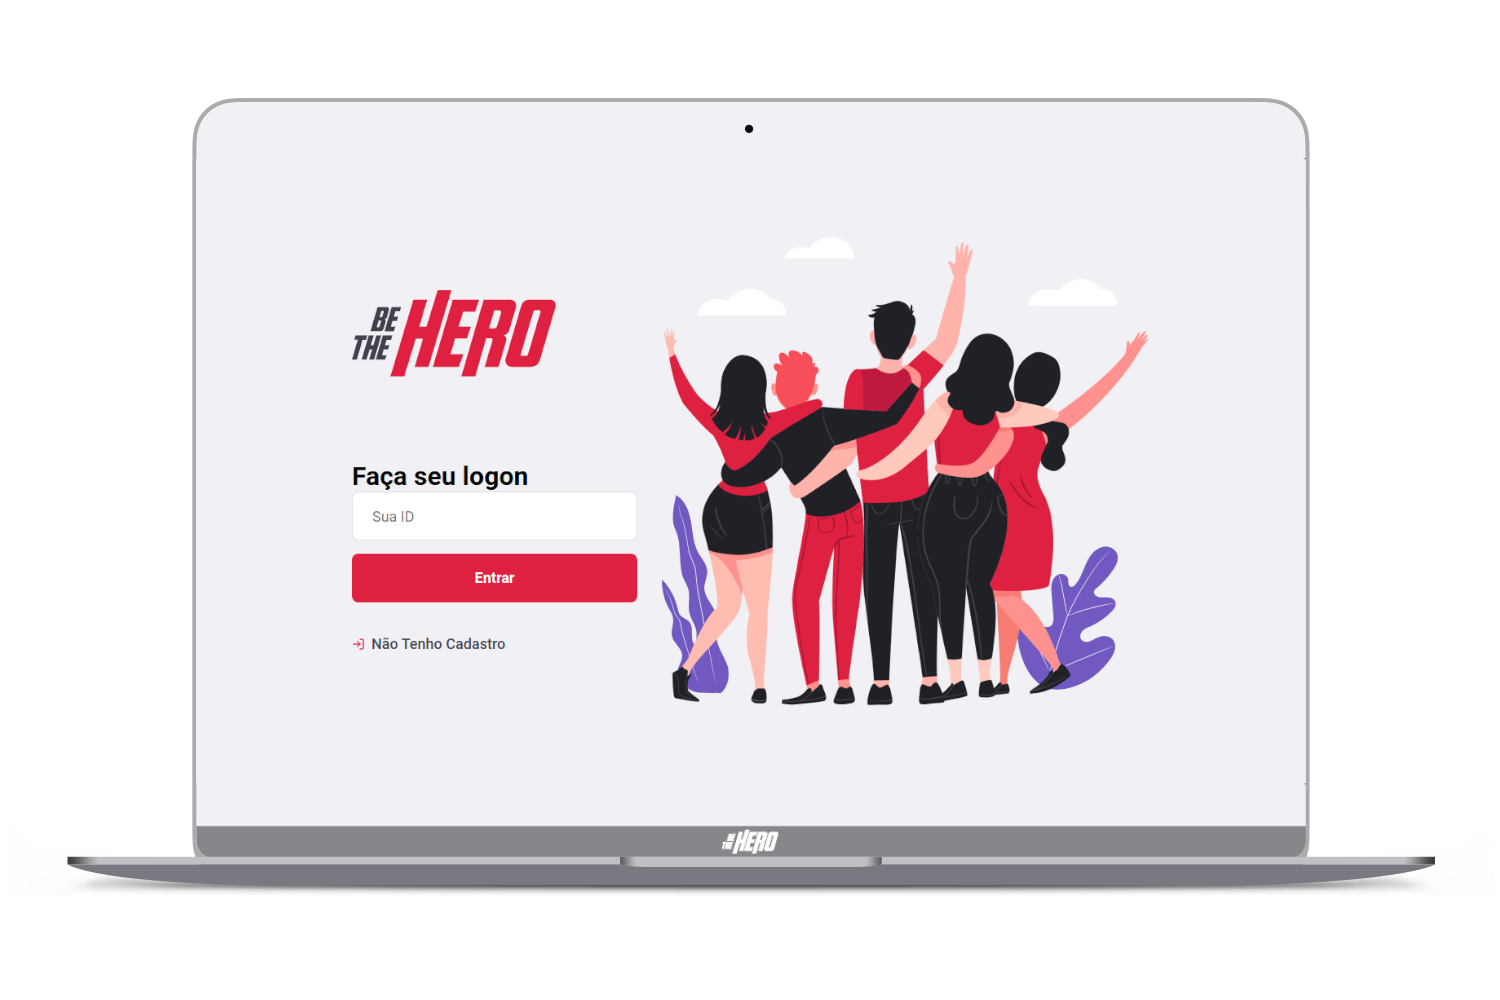 BE
THE HERO
Faça seu logon
Sua ID
Entrar
Não Tenho Cadastro
BE
THE HERO